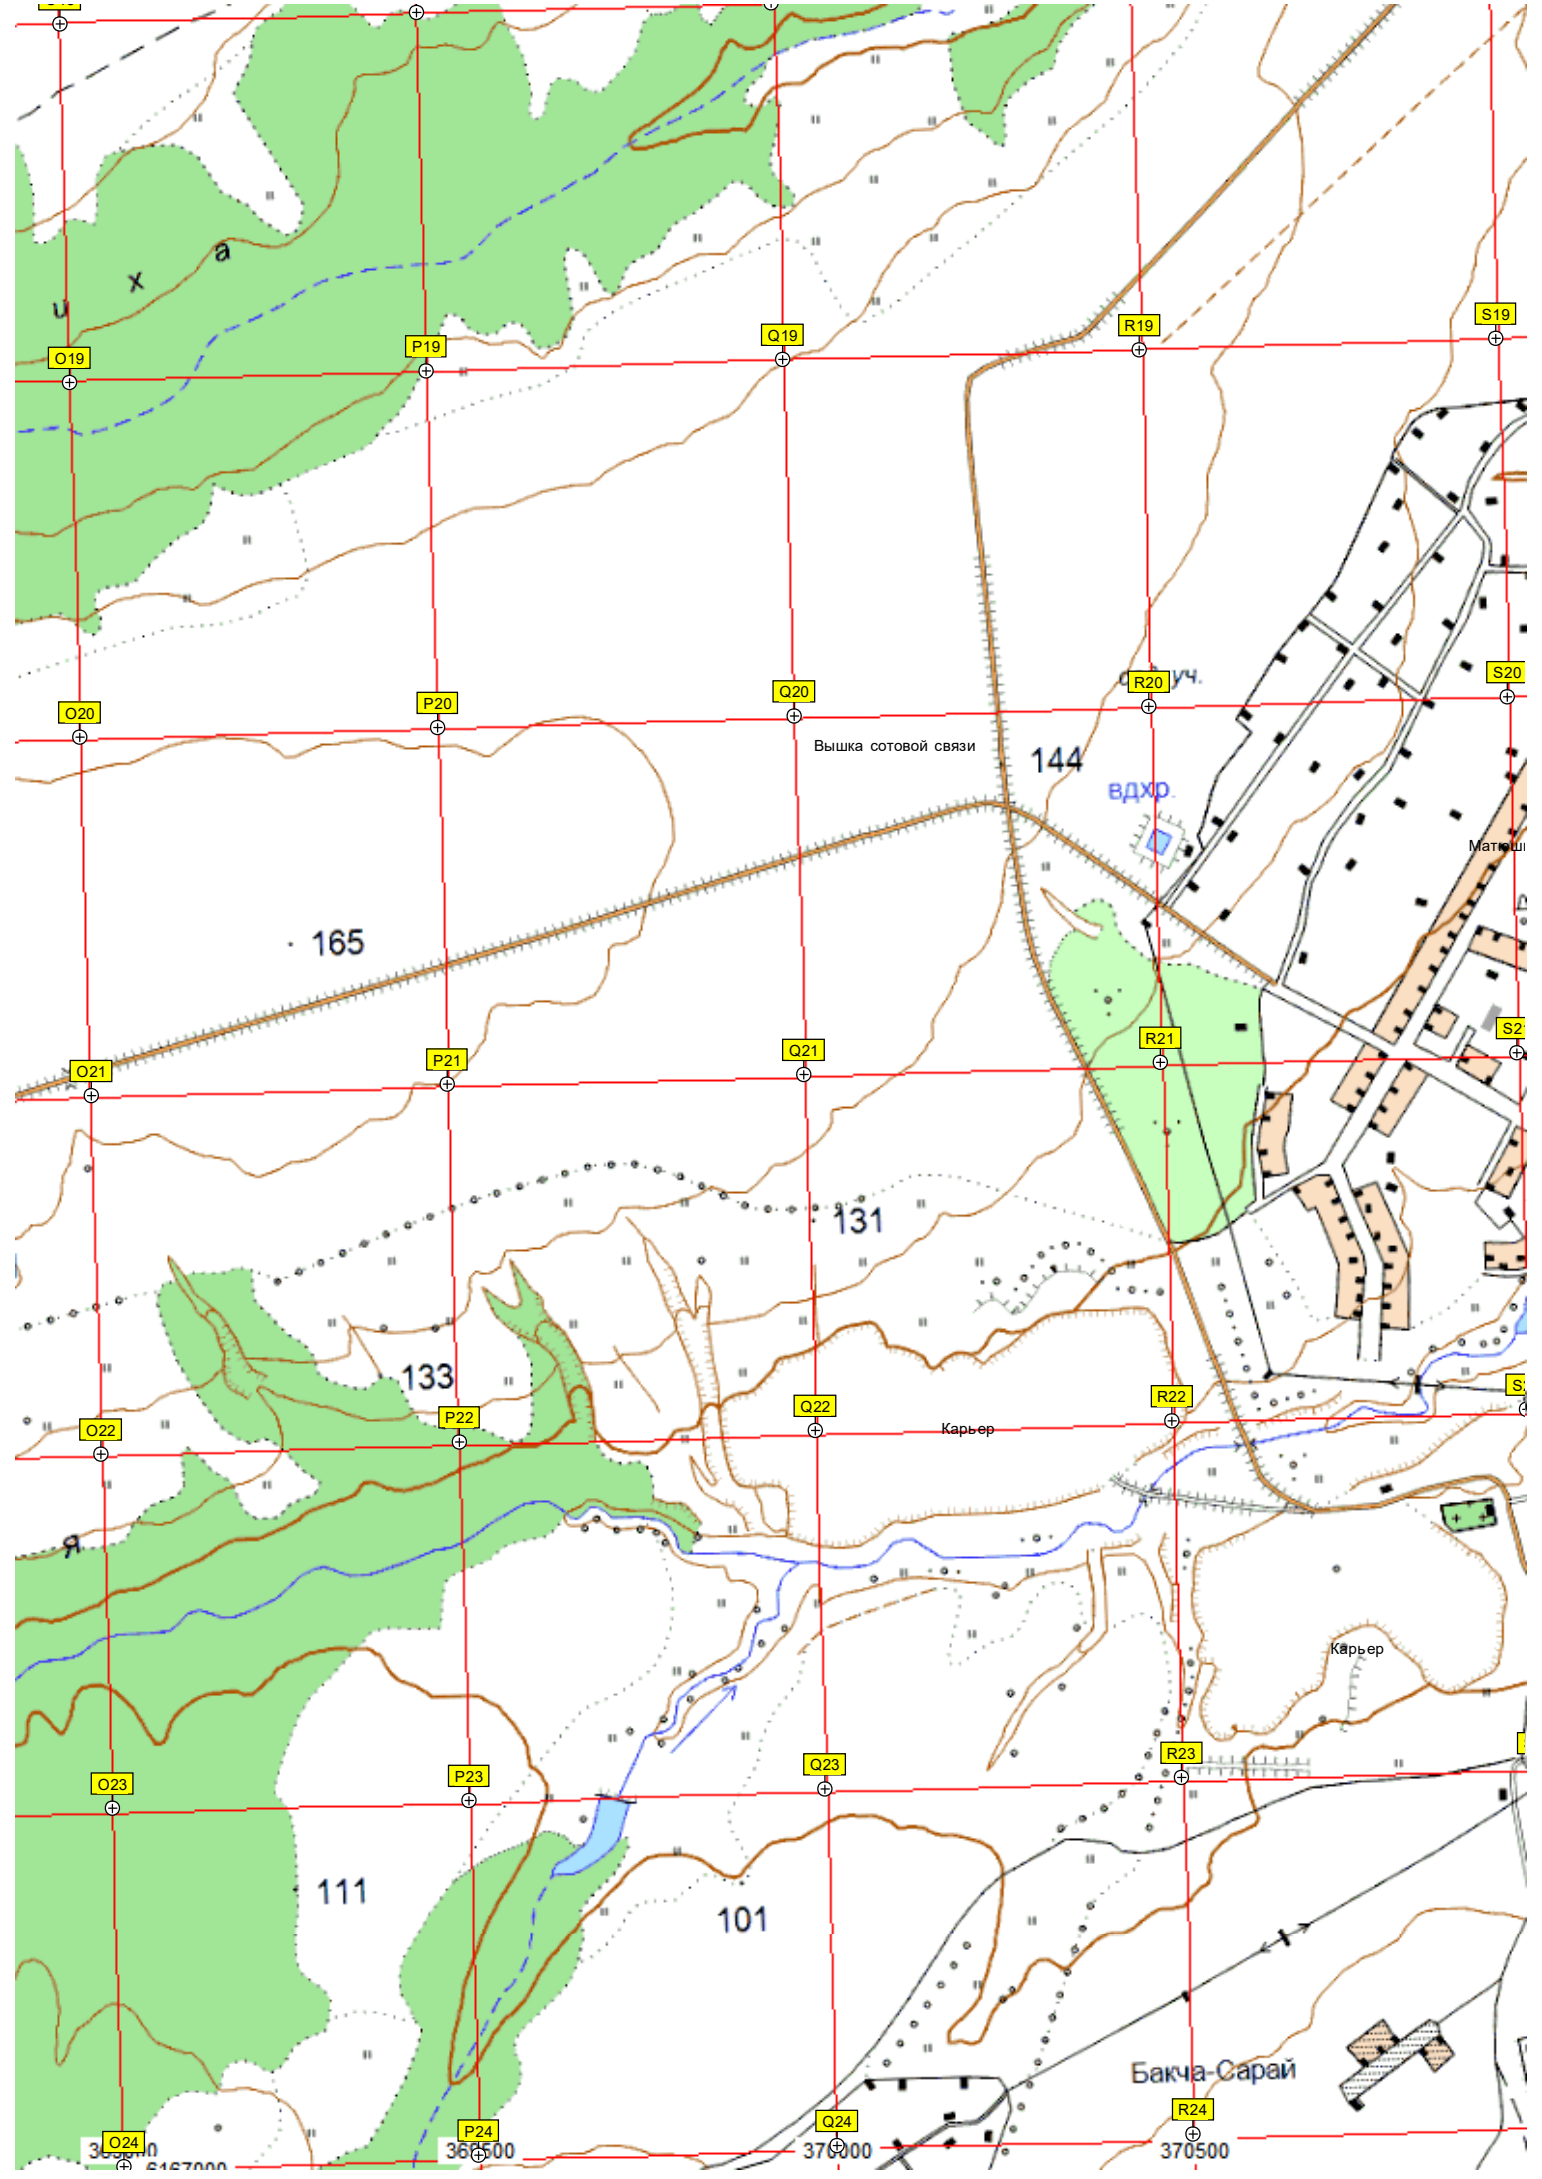 а
х
и
S19
R19
Q19
P19
O19
уч.
S20
R20
Q20
P20
O20
Вышка сотовой связи
144
вдхр.
165
R21
Q21
P21
O21
131
133
R22
Q22
P22
O22
Карьер
Я
Карьер
R23
Q23
P23
O23
111
101
Бакча-Сарай
R24
Q24
P24
O24
370000
370500